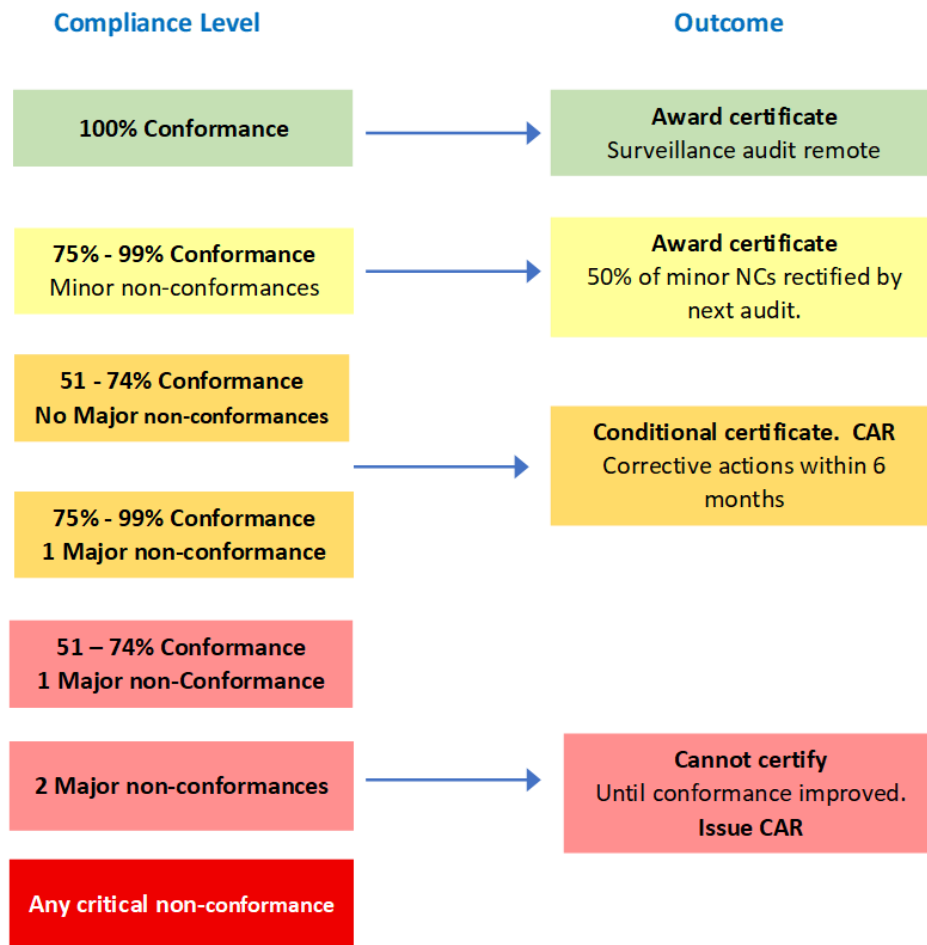 Compliance Level
Outcome
100% Conformance
Award certificate
Surveillance audit remote
75% - 99% Conformance
Minor non-conformances
Award certificate
50% of minor NCs rectified by
next audit.
51 - 74% Conformance
No Major non-conformances
75% - 99% Conformance
1 Major non-conformance
Conditional certificate.  CAR
Corrective actions within 6
months
51 – 74% Conformance
1 Major non-Conformance
2 Major non-conformances
Any critical non-conformance
Cannot certify
Until conformance improved.
Issue CAR